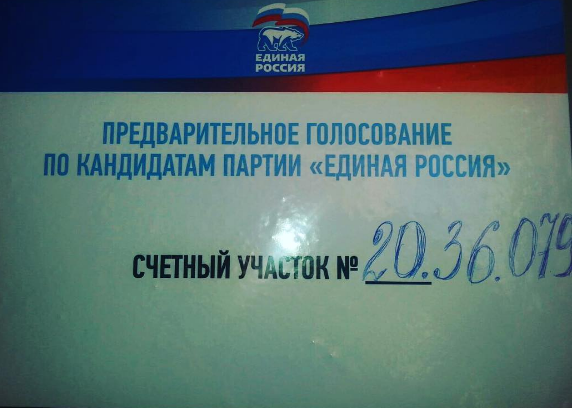 ЕДИНАЯ
РОССИЯ
ПРЕДВАРИТЕЛЬНОЕ ГОЛОСОВАНИЕ
ПО КАНДИДАТАМ ПАРТИИ «ЕДИНАЯ РОССИЯ»
СЧЕТНЫЙ УЧАСТОК № 20.36.079